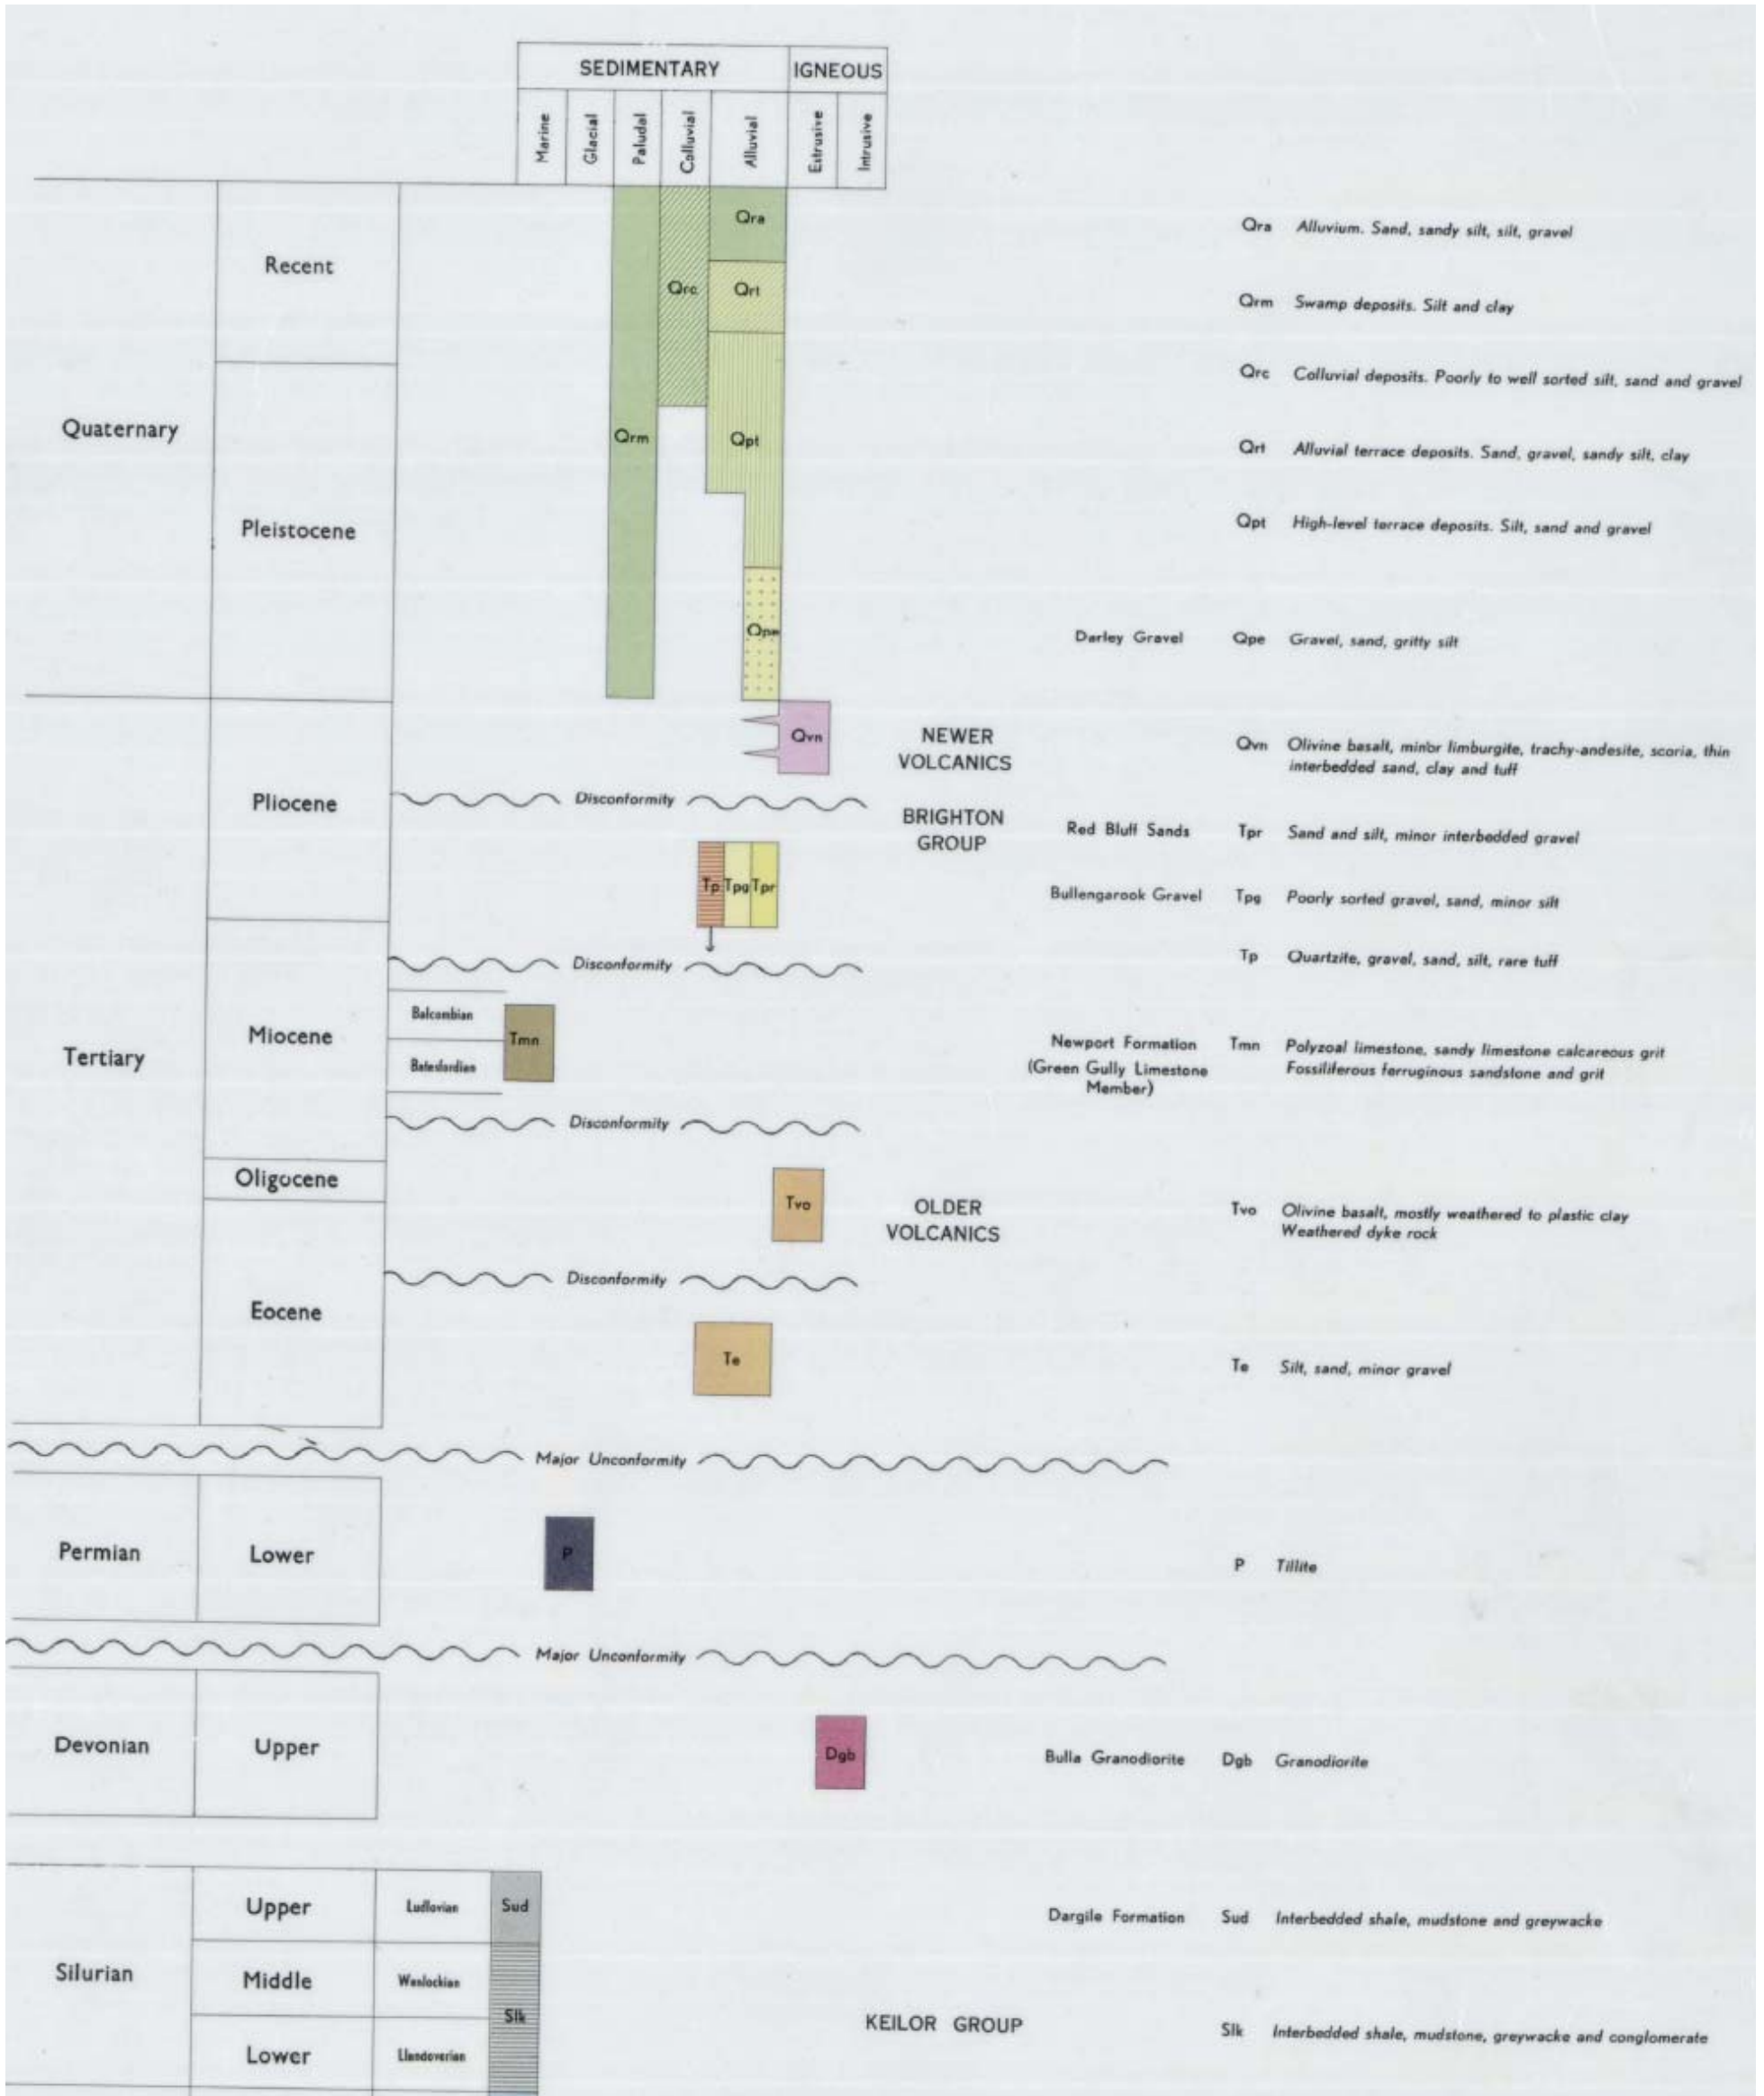 SEDIMENTARY IGNEOUS
Marine Glacial Paludal Colluvial Alluvial Extrusive Intrusive
Quaternary
Recent
Pleistocene
Qra
Qrc
Qrt
Qrm
Qpt
Qpe
Qra Alluvium. Sand, sandy silt, silt, gravel
Qrm Swamp deposits. Silt and clay
Qrc Colluvial deposits. Poorly to well sorted silt, sand and gravel
Qrt Alluvial terrace deposits. Sand, gravel, sandy silt, clay
Qpt High-level terrace deposits. Silt, sand and gravel
Darley Gravel Qpe Gravel, sand, gritty silt
Tertiary
Pliocene
Qvn
NEWER
VOLCANICS
Qvn Olivine basalt, minor limburgite, trachy-andesite, scoria, thin
interbedded sand, clay and tuff
Disconformity
BRIGHTON
GROUP
Tp Tpg Tpr
Red Bluff Sands Tpr Sand and silt, minor interbedded gravel
Bullengarook Gravel Tpg Poorly sorted gravel, sand, minor silt
Tp Quartzite, gravel, sand, silt, rare tuff
Disconformity
Miocene
Balcombian
Batesfordian
Tmn
Newport Formation
(Green Gully Limestone
Member)
Tmn Polyzoal limestone, sandy limestone calcareous grit
Fossiliferous ferruginous sandstone and grit
Disconformity
Oligocene
Tvo
OLDER
VOLCANICS
Tvo Olivine basalt, mostly weathered to plastic clay
Weathered dyke rock
Disconformity
Eocene
Te
Te Silt, sand, minor gravel
Major Unconformity
Permian Lower P
P Tillite
Major Unconformity
Devonian Upper Dgb
Bulla Granodiorite Dgb Granodiorite
Silurian
Upper Ludlovian Sud
Dargile Formation Sud Interbedded shale, mudstone and greywacke
Middle Wenlockian
Slk
KEILOR GROUP Slk Interbedded shale, mudstone, greywacke and conglomerate
Lower Llandoverian